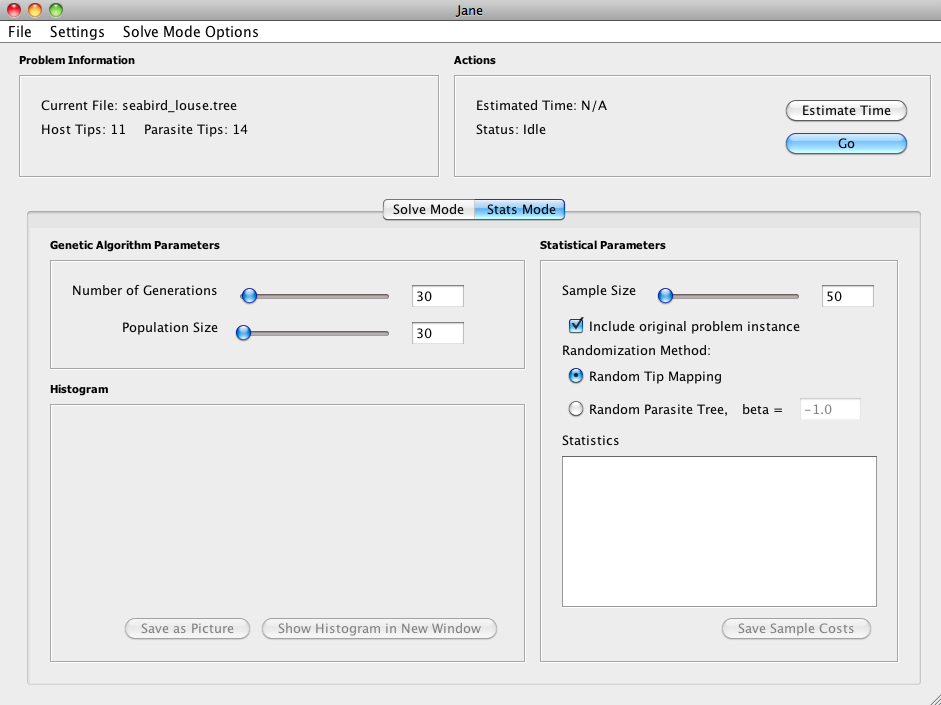 Jane
File Settings Solve Mode Options
Problem Information
Current File: seabird_louse.tree
Host Tips: 11 Parasite Tips: 14
Actions
Estimated Time: N/A
Estimate Time
Status: Idle
Go
Solve Mode Stats Mode
Genetic Algorithm Parameters
Number of Generations 30
Population Size 30
Histogram
Save as Picture Show Histogram in New Window
Statistical Parameters
Sample Size 50
Include original problem instance
Randomization Method:
Random Tip Mapping
Random Parasite Tree, beta = -1.0
Statistics
Save Sample Costs